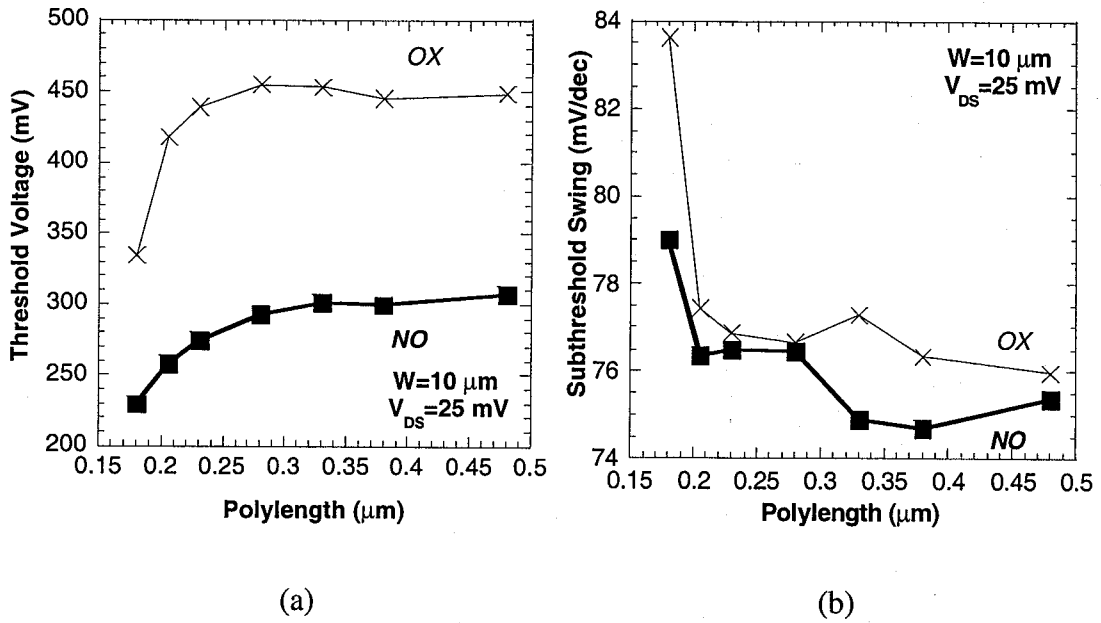 Threshold Voltage (mV)
500
450
400
350
300
250
200
OX
NO
W=10 μm
V_DS=25 mV
0.15 0.2 0.25 0.3 0.35 0.4 0.45 0.5
Polylength (μm)
(a)
Subthreshold Swing (mV/dec)
84
82
80
78
76
74
W=10 μm
V_DS=25 mV
OX
NO
0.15 0.2 0.25 0.3 0.35 0.4 0.45 0.5
Polylength (μm)
(b)